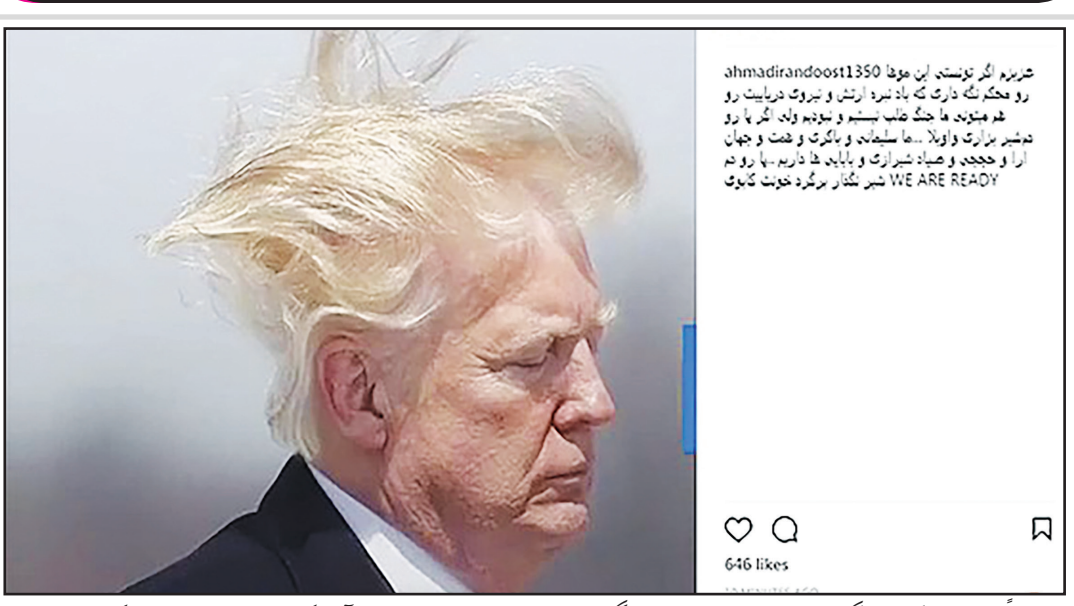 ahmadirandoost1350 عزیزم اگر تونستی این موها
رو محکم نگه داری که باد نبره ارتش و نیروی دریاییت رو
هم میتونی ما جنگ طلب نیستیم و نبودیم ولی اگر پا رو
دم‌شیر بزاری واویلا ...ما سلیمانی و باکری و همت و جهان
ارا و حججی و صیاد شیرازی و بابایی ها داریم..پا رو دم
شیر نگذار برگرد خونت کابوی WE ARE READY
646 likes